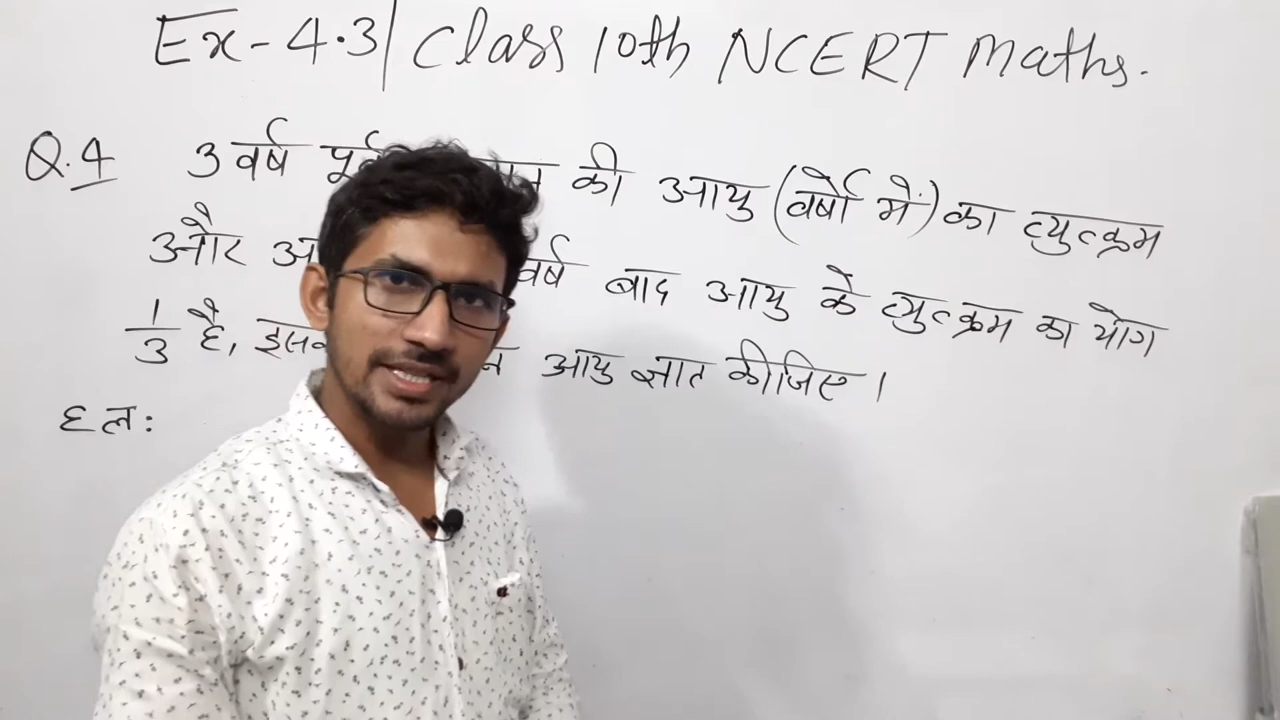 Ex-4.3| Class 10th NCERT Maths.
Q.4 3 वर्ष पूर्व की आयु (वर्षो में) का व्युत्क्रम
और वर्ष बाद आयु के व्युत्क्रम का योग
1/3 है, आयु ज्ञात कीजिए।
हल: